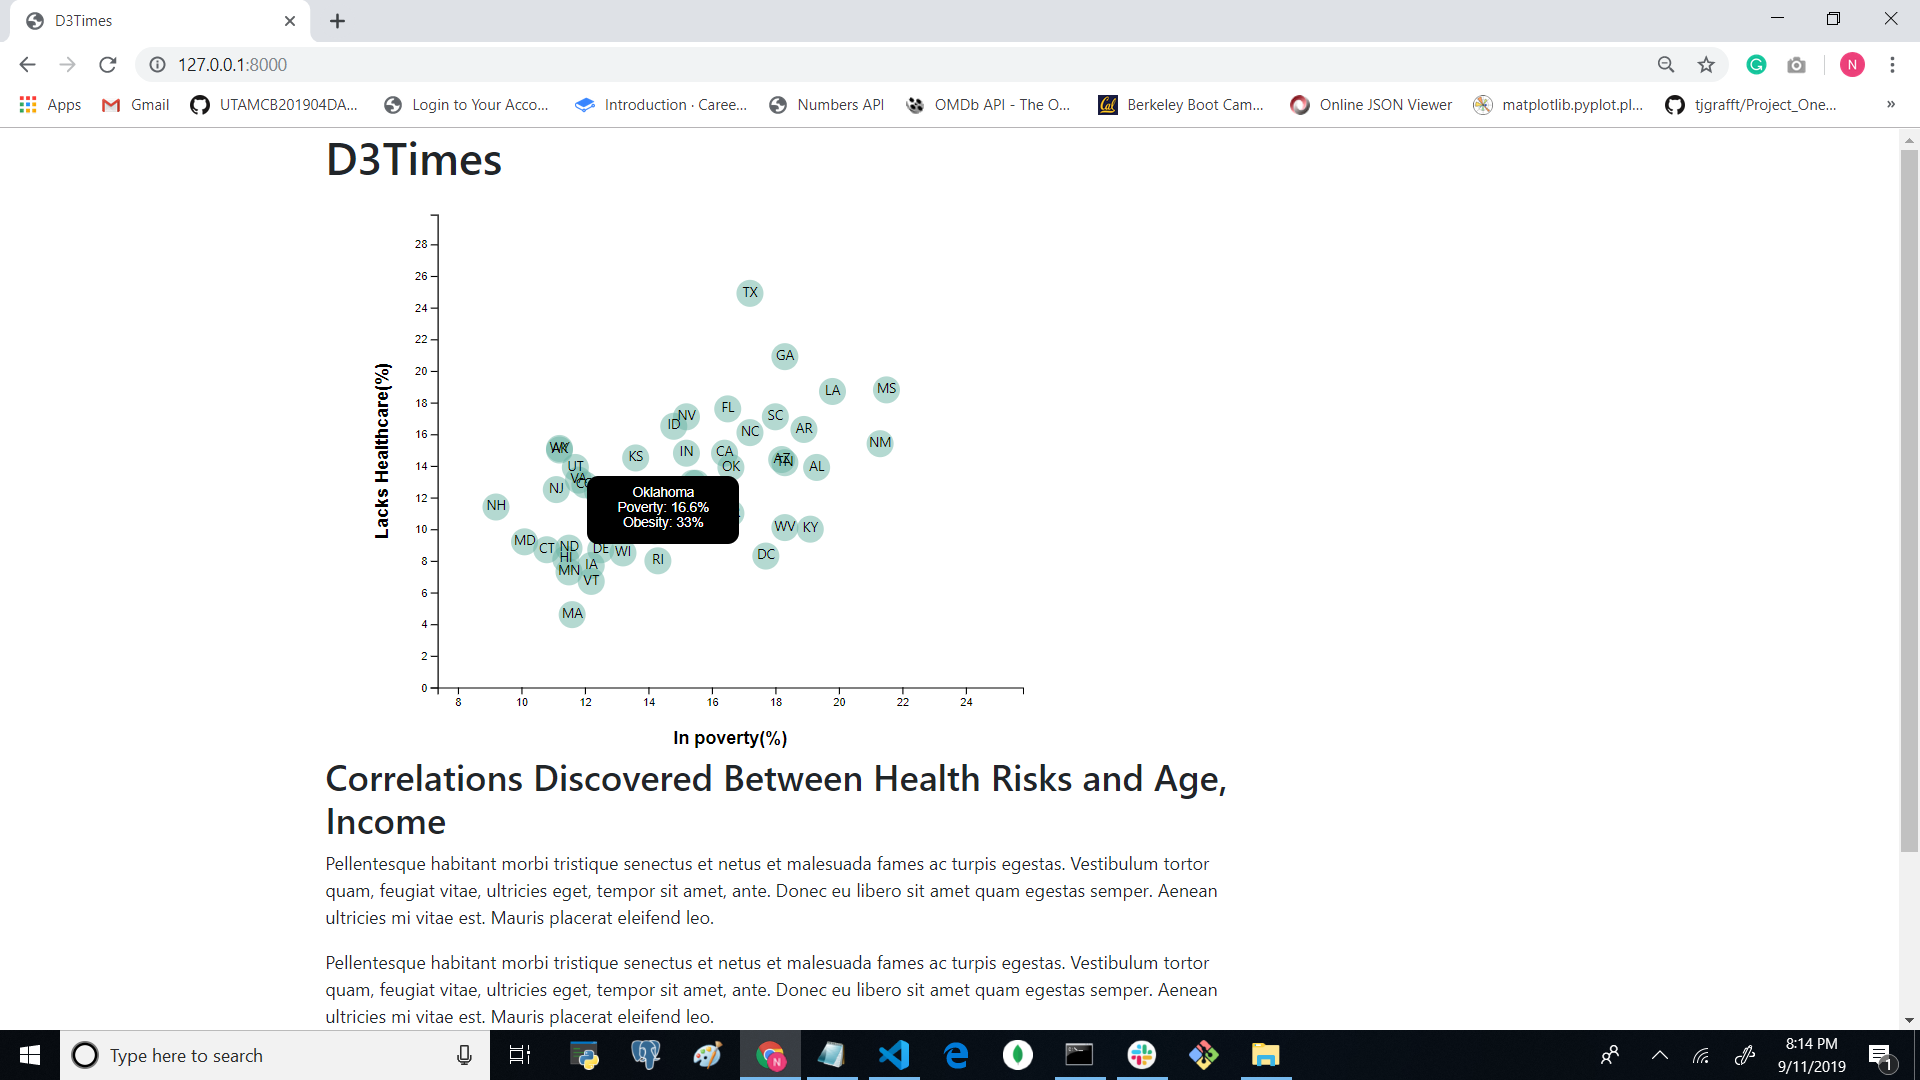 D3Times
127.0.0.1:8000
N
Apps
Gmail
UTAMCB201904DA...
Login to Your Acco...
Introduction · Caree...
Numbers API
OMDb API - The O...
Cal
Berkeley Boot Cam...
Online JSON Viewer
matplotlib.pyplot.pl...
tjgrafft/Project_One...
»
D3Times
28
26
24
22
20
18
16
14
12
10
8
6
4
2
0
Lacks Healthcare(%)
TX
GA
LA
MS
FL
NV
SC
ID
AR
NC
NM
KS
IN
CA
OK
AZ
TN
AL
UT
VA
NJ
NH
Oklahoma
Poverty: 16.6%
Obesity: 33%
WV
KY
MD
CT
ND
DE
WI
HI
RI
DC
MN
IA
VT
MA
8
10
12
14
16
18
20
22
24
In poverty(%)
Correlations Discovered Between Health Risks and Age,
Income
Pellentesque habitant morbi tristique senectus et netus et malesuada fames ac turpis egestas. Vestibulum tortor
quam, feugiat vitae, ultricies eget, tempor sit amet, ante. Donec eu libero sit amet quam egestas semper. Aenean
ultricies mi vitae est. Mauris placerat eleifend leo.
Pellentesque habitant morbi tristique senectus et netus et malesuada fames ac turpis egestas. Vestibulum tortor
quam, feugiat vitae, ultricies eget, tempor sit amet, ante. Donec eu libero sit amet quam egestas semper. Aenean
ultricies mi vitae est. Mauris placerat eleifend leo.
Type here to search
N
8:14 PM
9/11/2019
1